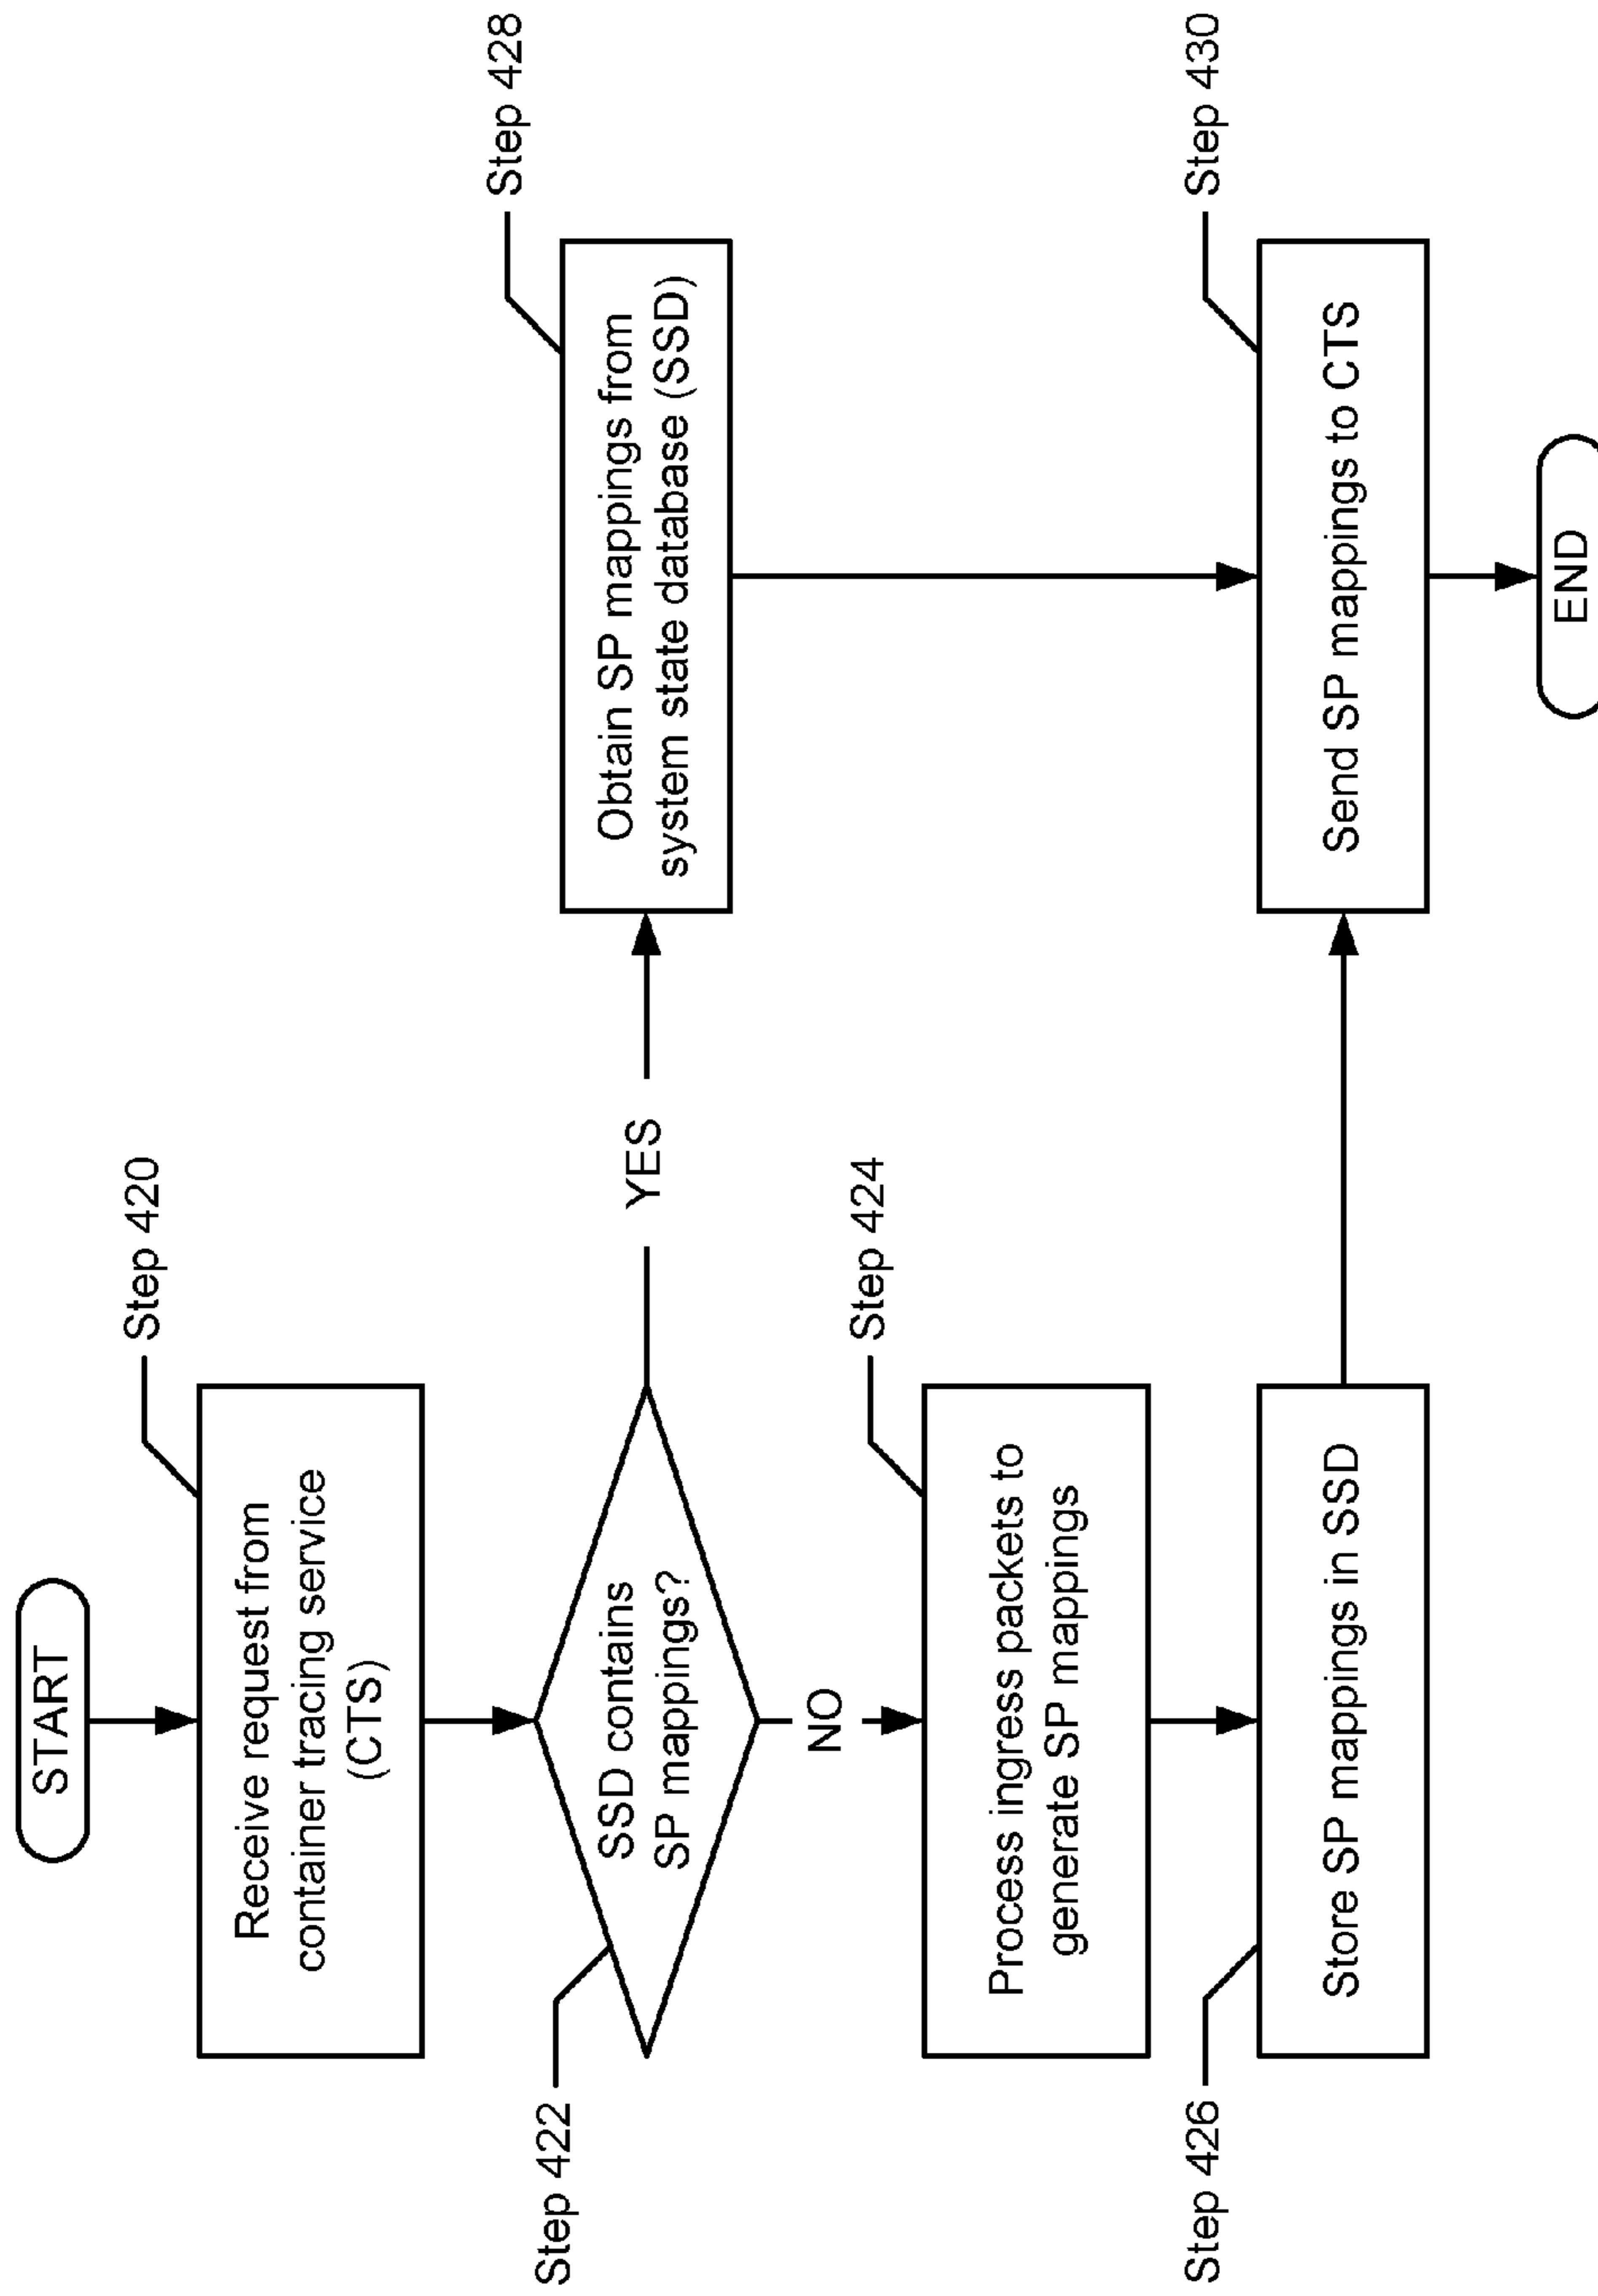 START
Step 420
Receive request from
container tracing service
(CTS)
Step 422
SSD contains
SP mappings?
YES
Step 428
Obtain SP mappings from
system state database (SSD)
NO
Step 424
Process ingress packets to
generate SP mappings
Step 426
Store SP mappings in SSD
Step 430
Send SP mappings to CTS
END